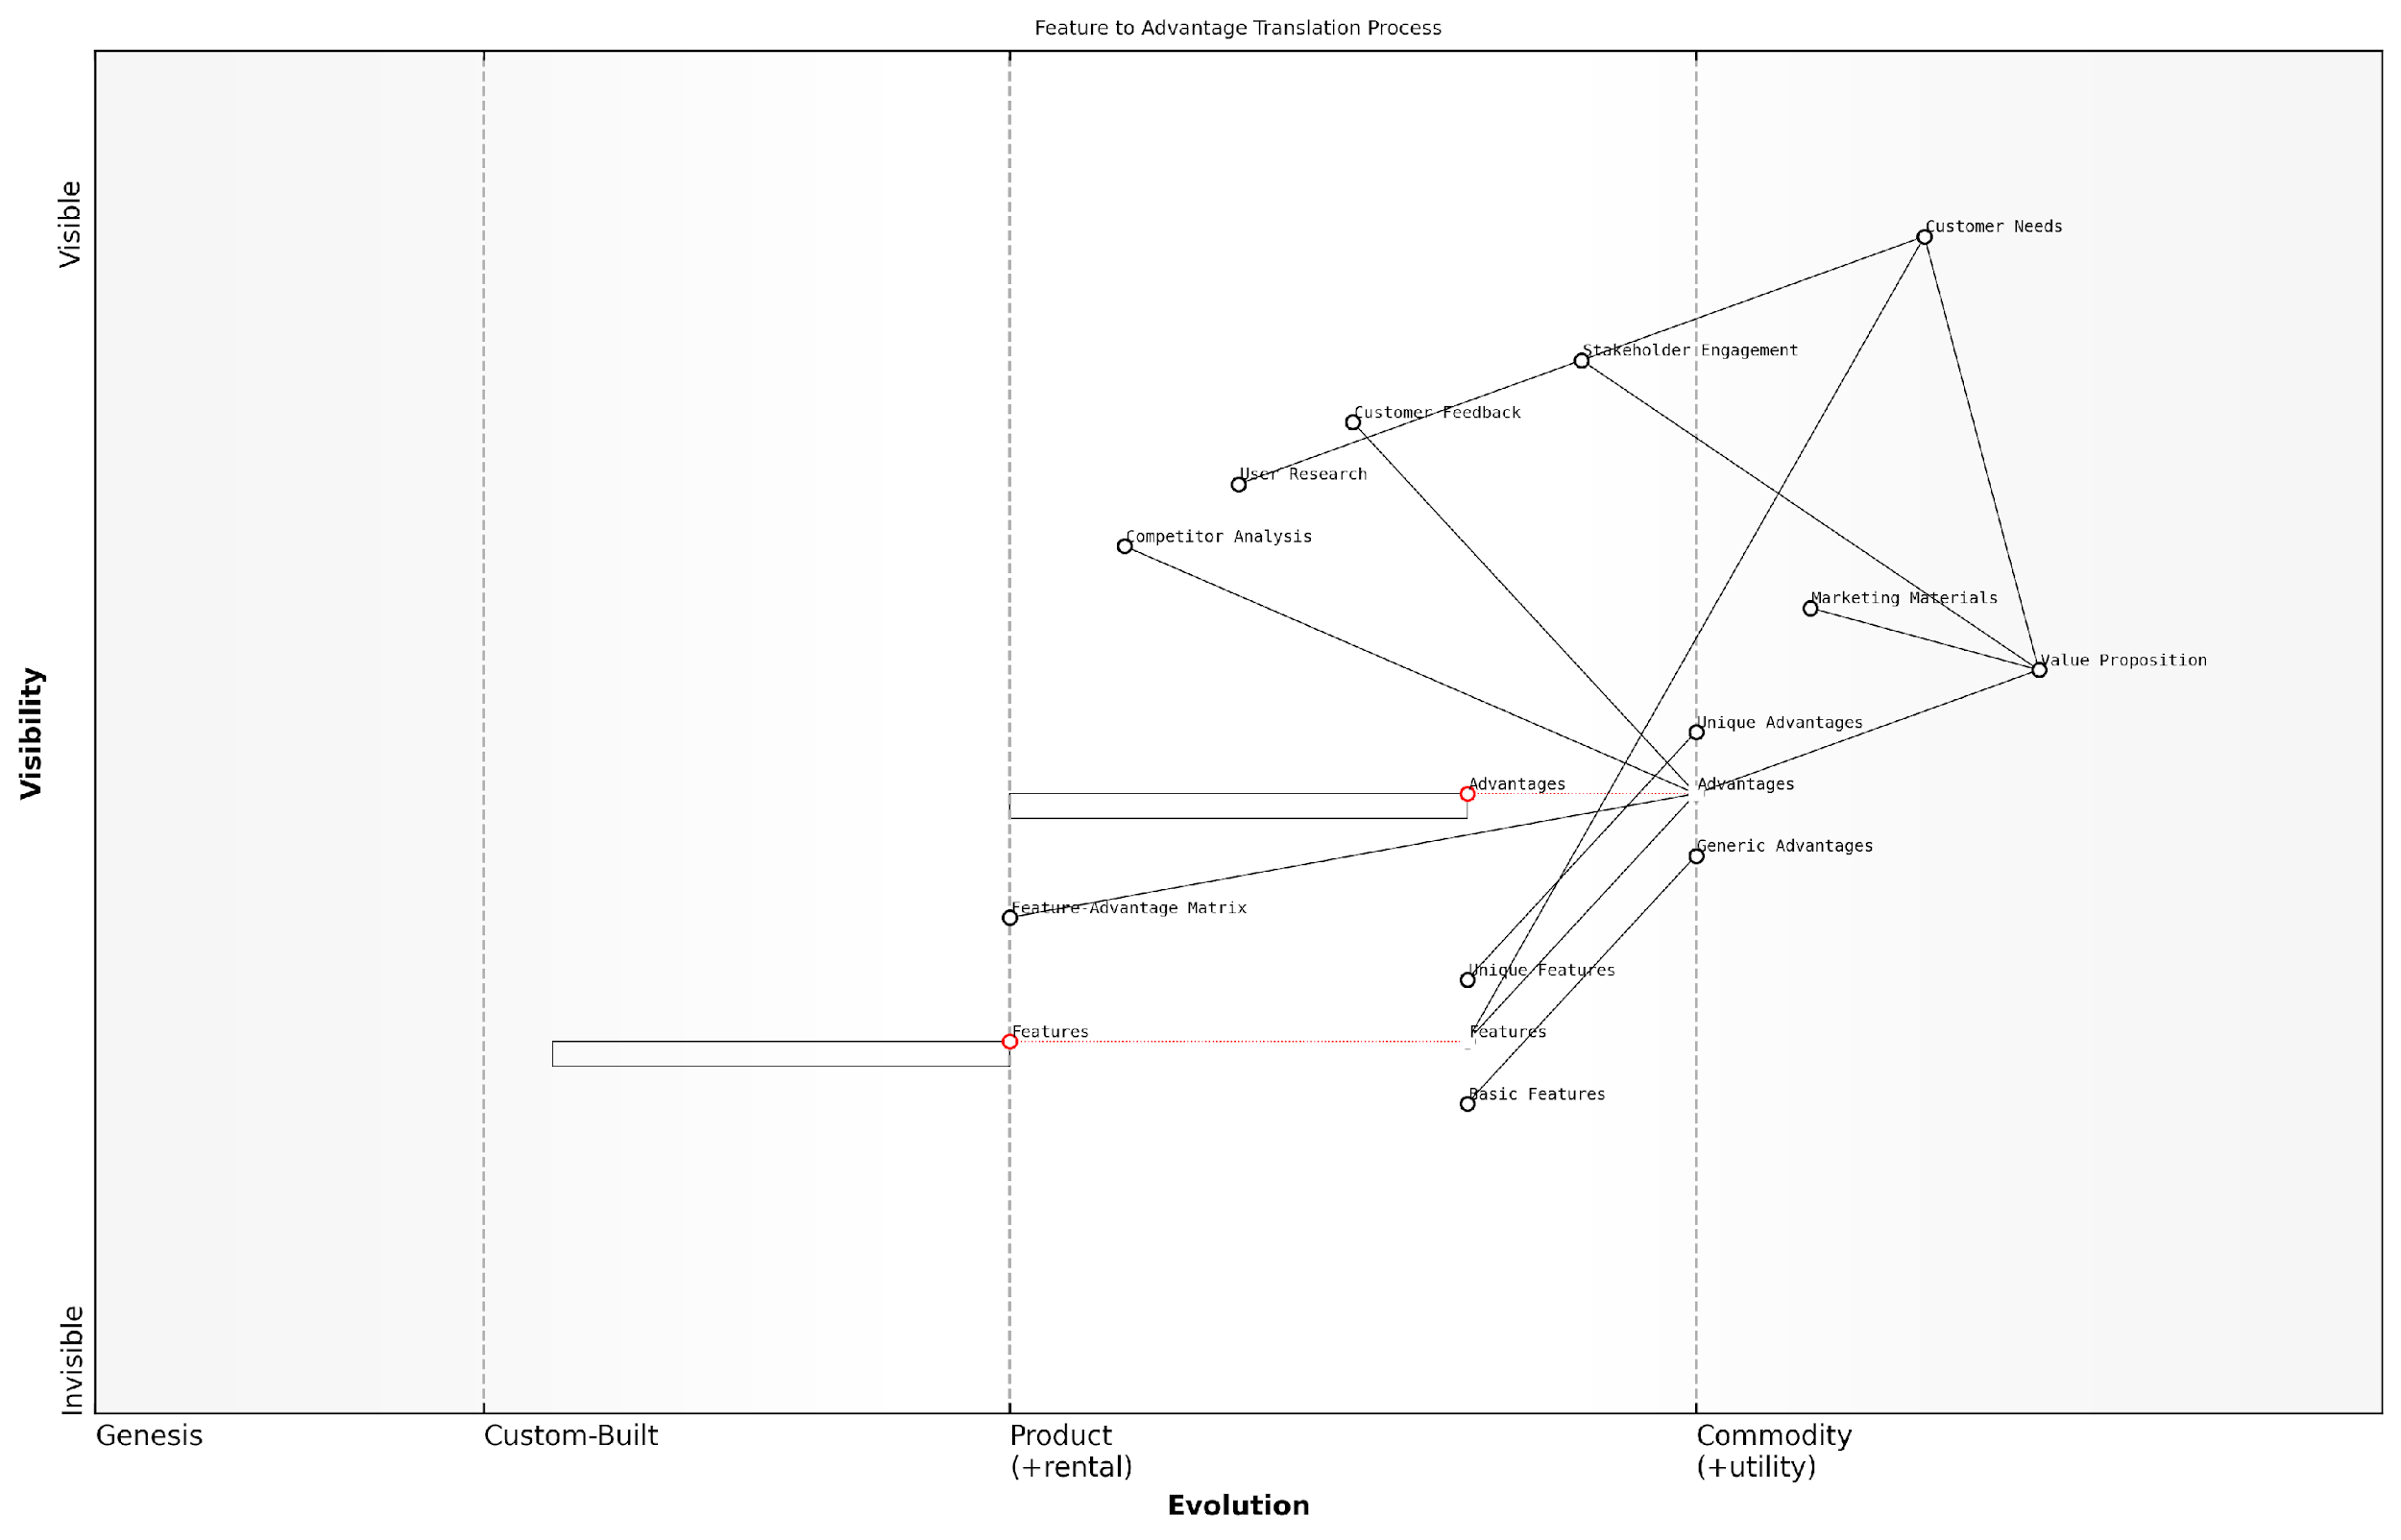 Feature to Advantage Translation Process
Visible
Customer Needs
Stakeholder Engagement
Customer Feedback
User Research
Competitor Analysis
Marketing Materials
Value Proposition
Visibility
Unique Advantages
Advantages
Advantages
Generic Advantages
Feature-Advantage Matrix
Unique Features
Features
Features
Basic Features
Invisible
Genesis
Custom-Built
Product
(+rental)
Commodity
(+utility)
Evolution